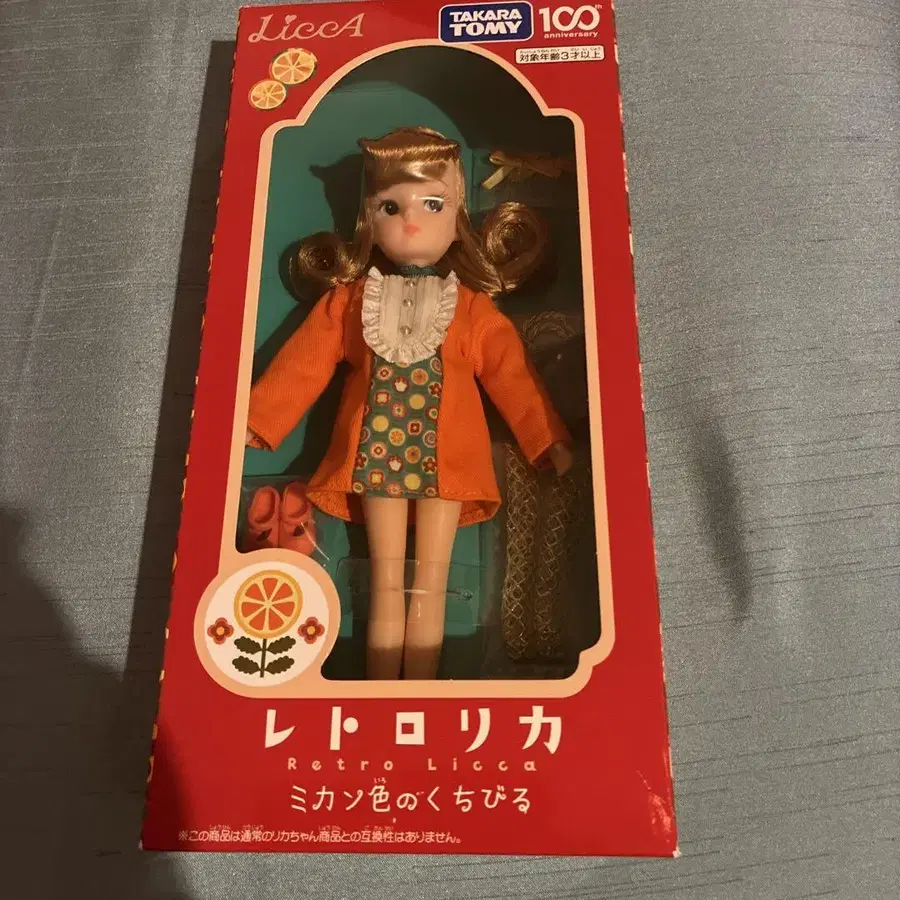 LiccA
TAKARA
TOMY
100th
anniversary
対象年齢3才以上
レトロリカ
Retro Licca
ミカン色のくちびる
※この商品は通常のリカちゃん商品との互換性はありません。